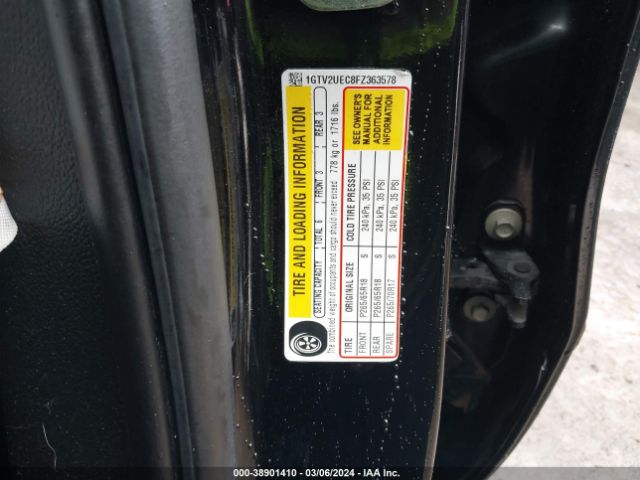 1GTV2UEC8FZ363578
TIRE AND LOADING INFORMATION
SEATING CAPACITY TOTAL 6 FRONT 3 REAR 3
The combined weight of occupants and cargo should never exceed 778 kg or 1716 lbs.
TIRE ORIGINAL SIZE COLD TIRE PRESSURE
FRONT P265/65R18 S 240 kPa, 35 PSI
REAR P265/65R18 S 240 kPa, 35 PSI
SPARE P265/70R17 S 240 kPa, 35 PSI
SEE OWNER'S
MANUAL FOR
ADDITIONAL
INFORMATION
000-38901410 | 03/06/2024 | IAA Inc.